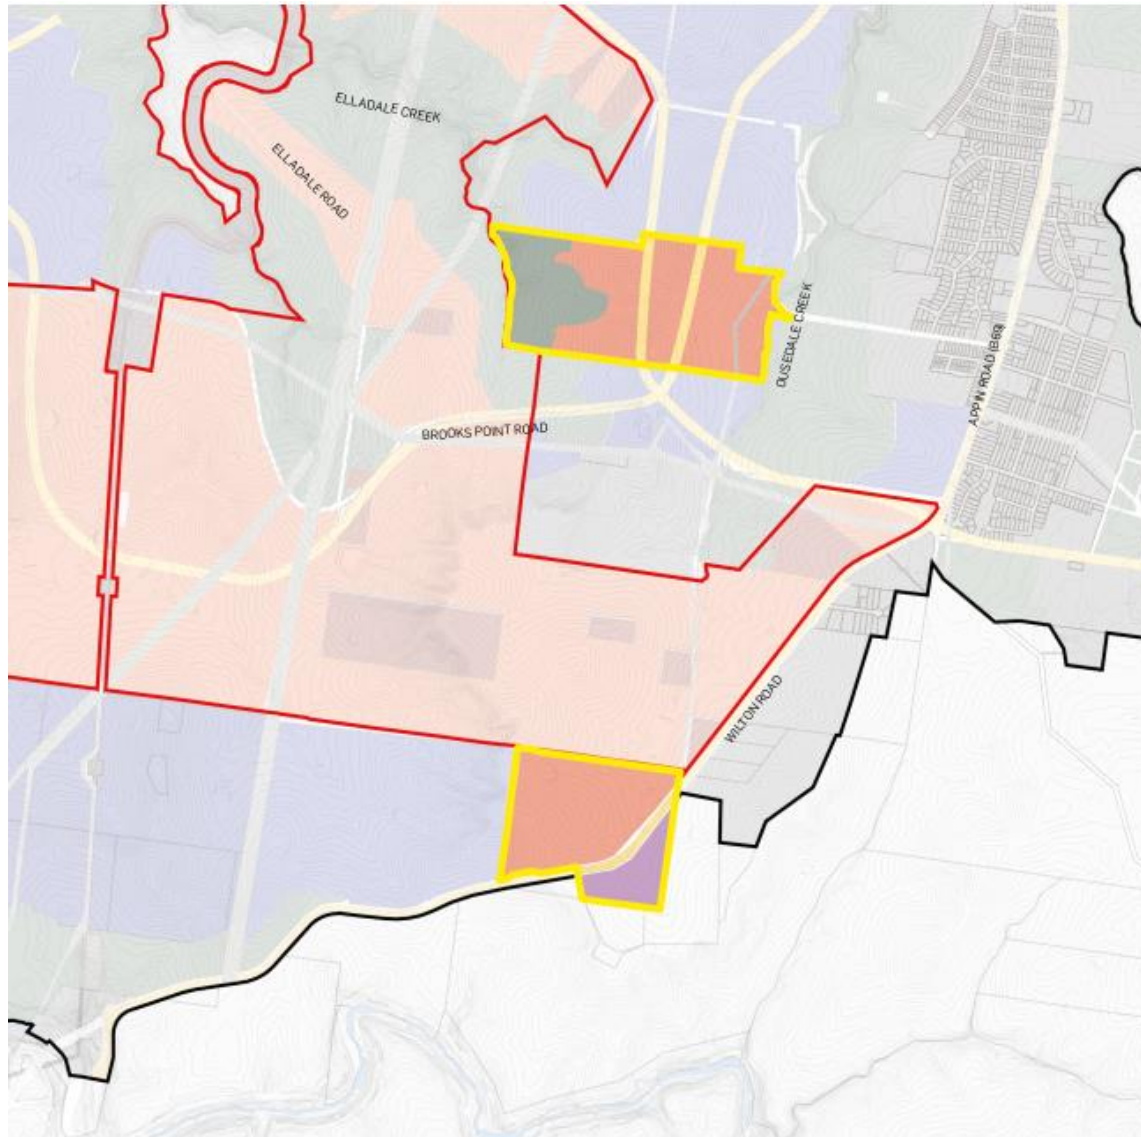 ELLADALE CREEK
ELLADALE ROAD
OUSEDALE CREEK
APPIN ROAD (B69)
BROOKS POINT ROAD
WILTON ROAD